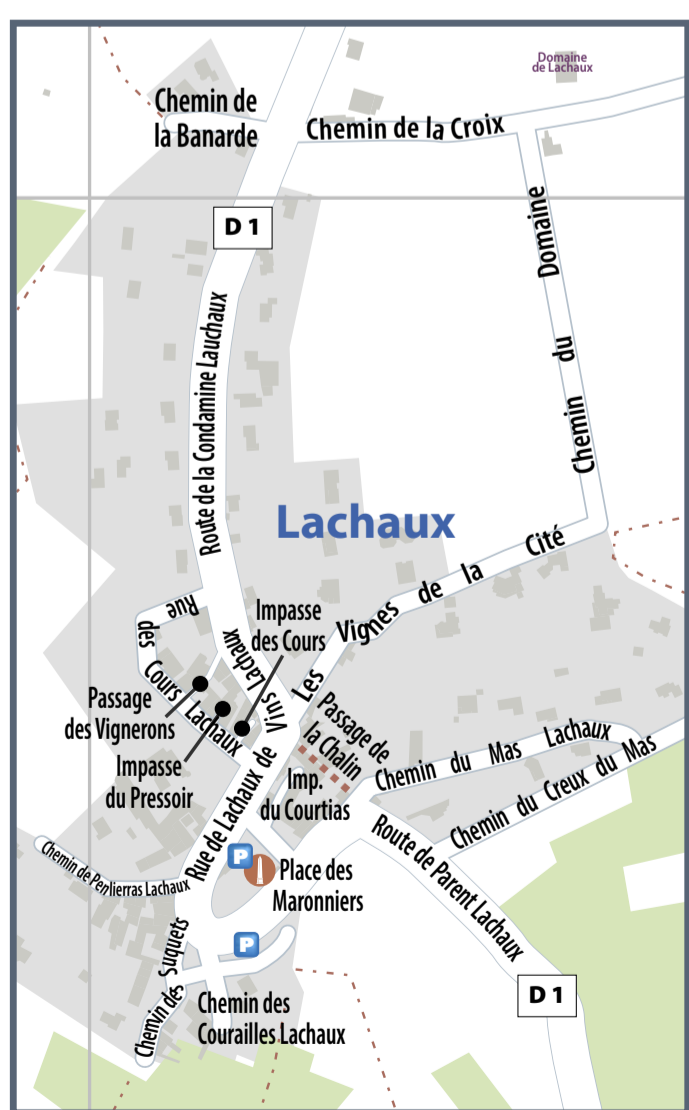 Domaine
de Lachaux
Chemin de
la Banarde
Chemin de la Croix
D 1
Chemin du Domaine
Route de la Condamine Lauchaux
Lachaux
Les Vignes de la Cité
Rue des Cours Lachaux
Impasse
des Cours
Rue de Lachaux de Vins Lachaux
Passage
des Vignerons
Impasse
du Pressoir
Passage de
la Chalin
Imp.
du Courtias
Chemin du Mas Lachaux
Chemin du Creux du Mas
Route de Parent Lachaux
Chemin de Penlierras Lachaux
P
Place des
Maronniers
P
Chemin des Suquets
Chemin des
Courailles Lachaux
D 1